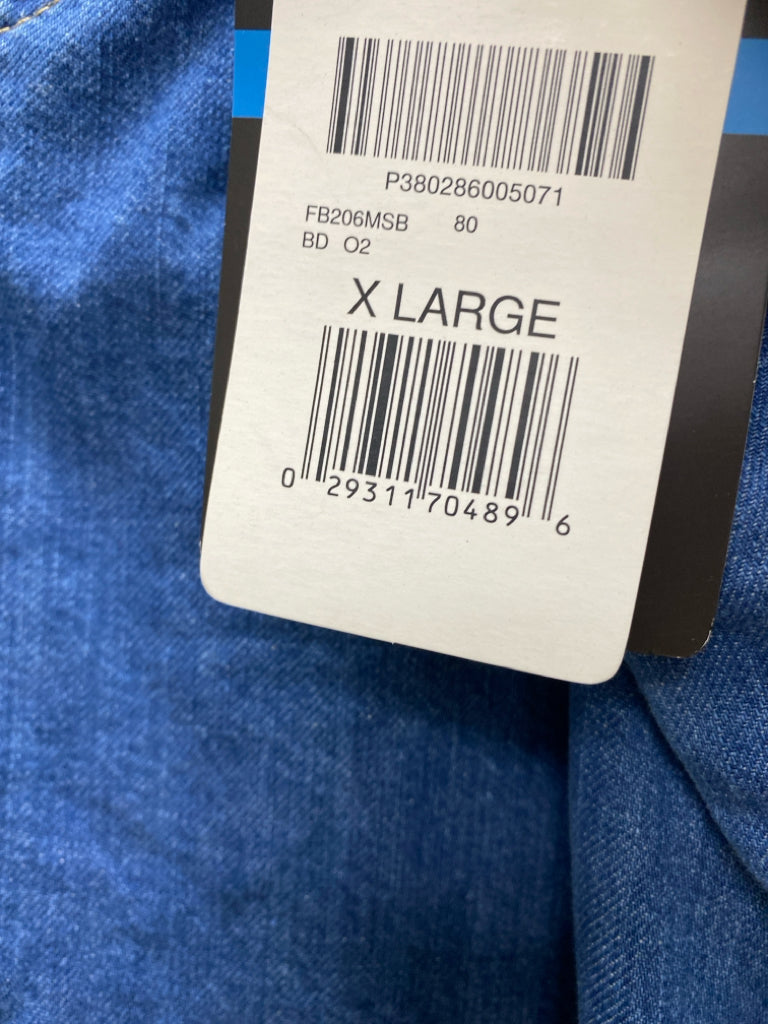 P380286005071
FB206MSB 80
BD O2
X LARGE
0 29311 70489 6